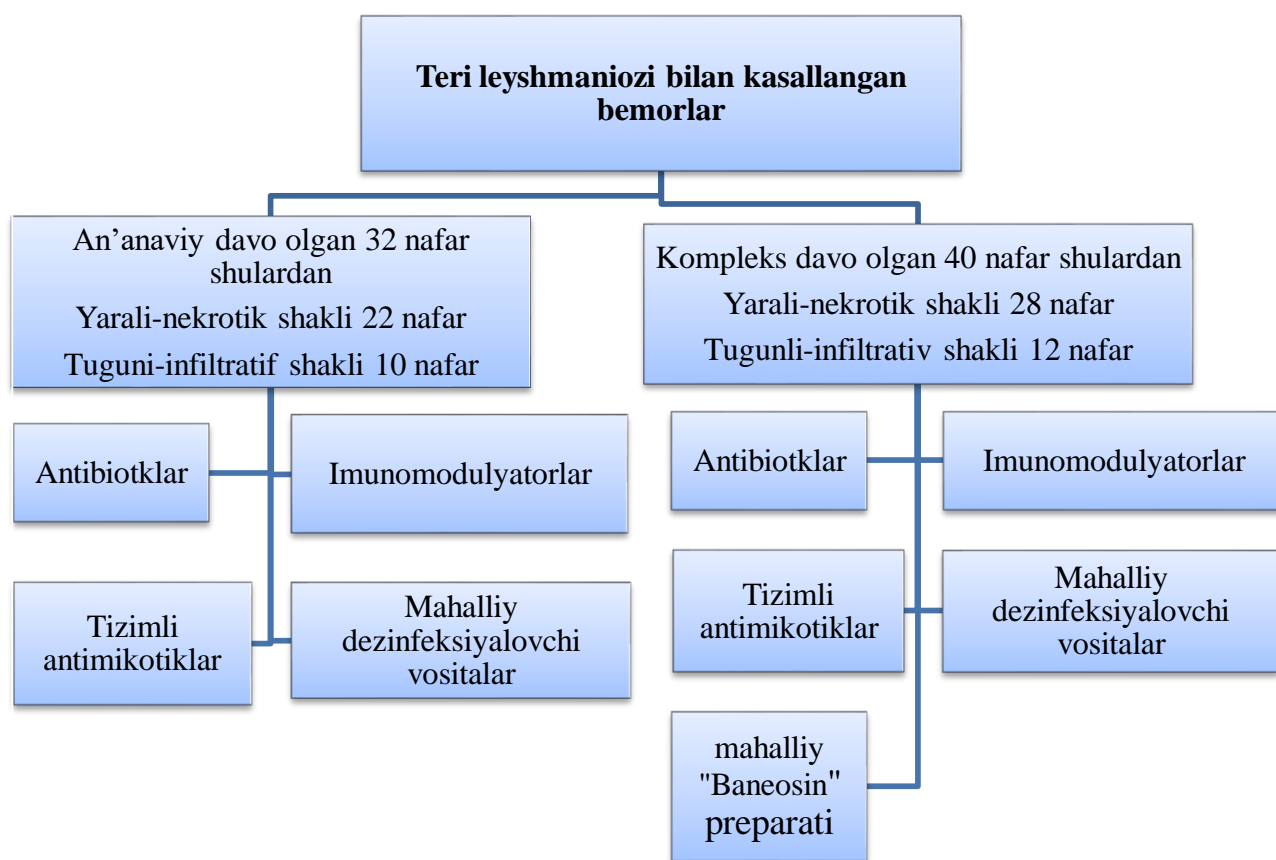 Teri leyshmaniozi bilan kasallangan
bemorlar
An’anaviy davo olgan 32 nafar
shulardan
Yarali-nekrotik shakli 22 nafar
Tuguni-infiltratif shakli 10 nafar
Kompleks davo olgan 40 nafar shulardan
Yarali-nekrotik shakli 28 nafar
Tugunli-infiltrativ shakli 12 nafar
Antibiotklar
Imunomodulyatorlar
Tizimli
antimikotiklar
Mahalliy
dezinfeksiyalovchi
vositalar
Antibiotklar
Imunomodulyatorlar
Tizimli
antimikotiklar
Mahalliy
dezinfeksiyalovchi
vositalar
mahalliy
"Baneosin"
preparati